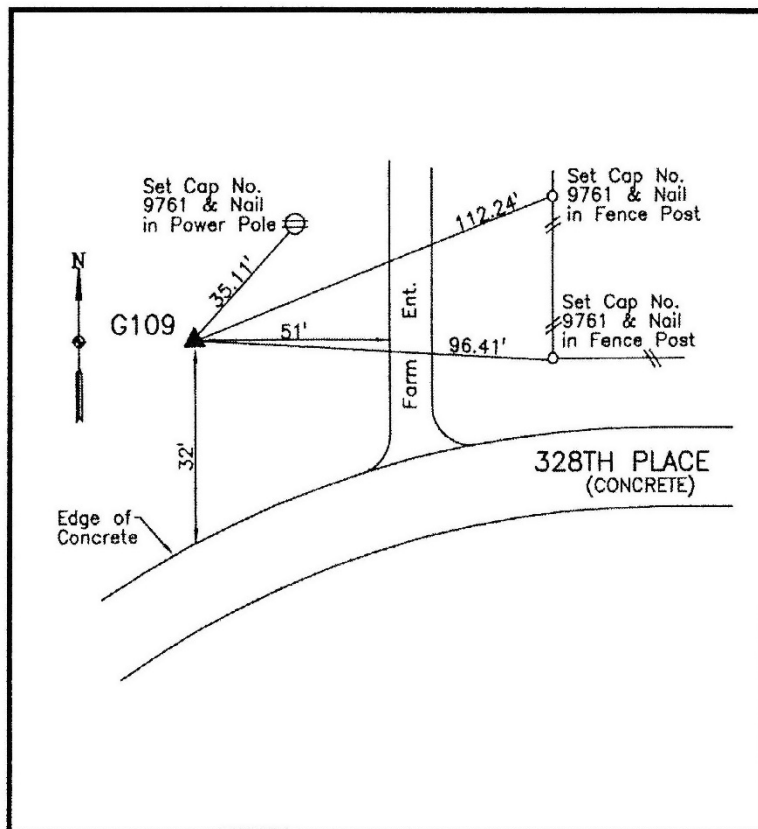 Set Cap No.
9761 & Nail
in Power Pole
Set Cap No.
9761 & Nail
in Fence Post
112.24'
35.11'
N
G109
51'
96.41'
Set Cap No.
9761 & Nail
in Fence Post
Farm Ent.
32'
328TH PLACE
(CONCRETE)
Edge of
Concrete